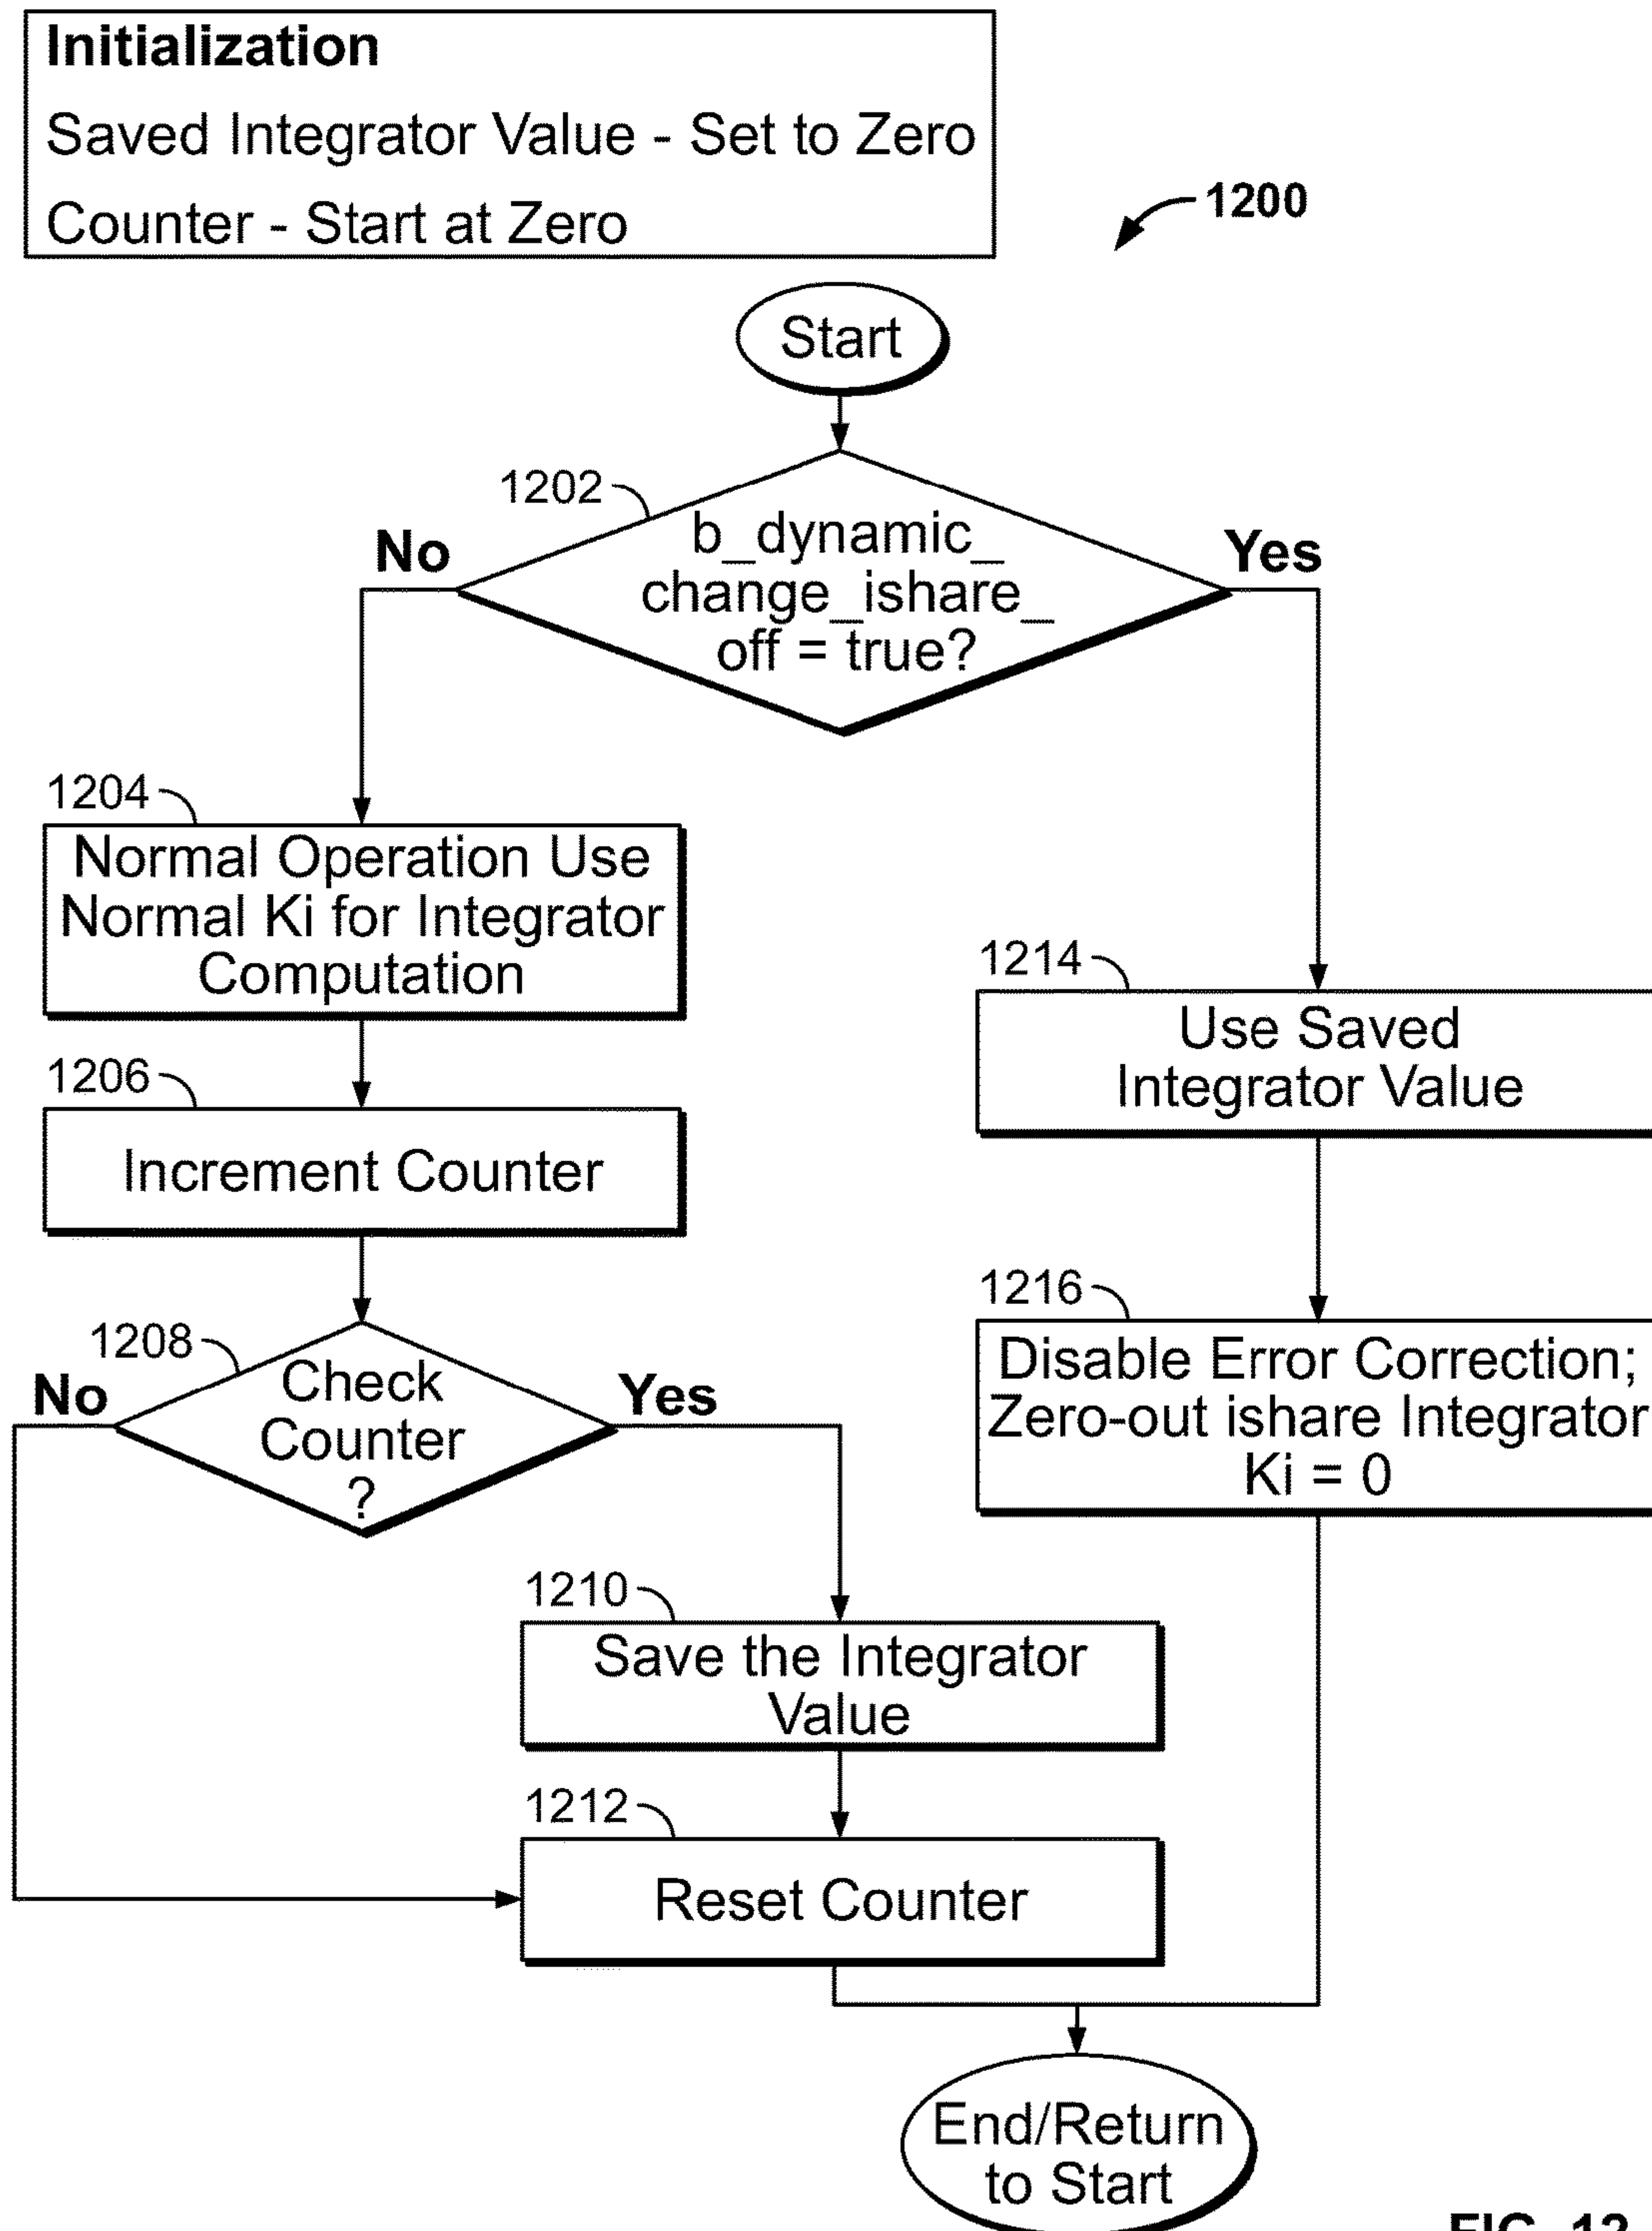 Initialization
Saved Integrator Value - Set to Zero
Counter - Start at Zero
1200
Start
1202
No
Yes
b_dynamic_
change_ishare_
off = true?
1204
Normal Operation Use
Normal Ki for Integrator
Computation
1214
Use Saved
Integrator Value
1206
Increment Counter
1216
Disable Error Correction;
Zero-out ishare Integrator
Ki = 0
1208
No
Yes
Check
Counter
?
1210
Save the Integrator
Value
1212
Reset Counter
End/Return
to Start
FIG. 12